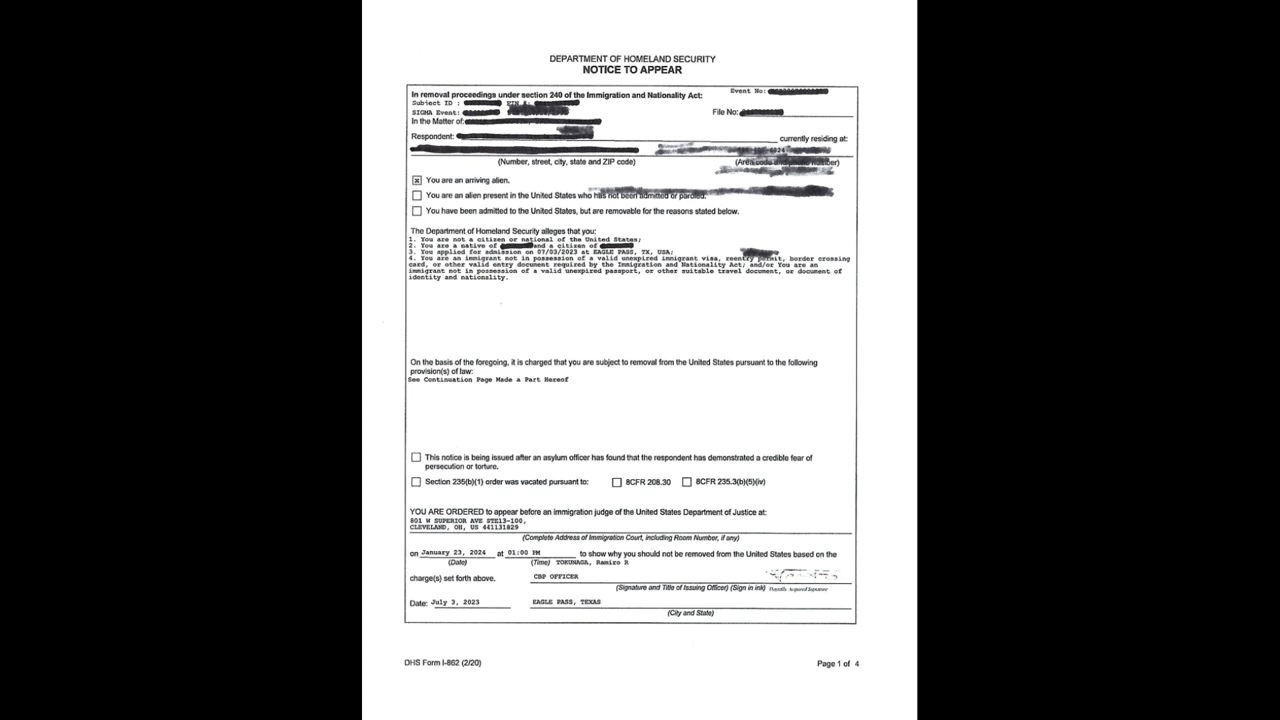 DEPARTMENT OF HOMELAND SECURITY
NOTICE TO APPEAR
Event No:
In removal proceedings under section 240 of the Immigration and Nationality Act:
Subject ID :
SIGMA Event:
File No:
In the Matter of:
Respondent:
currently residing at:
(Number, street, city, state and ZIP code) (Area code and phone number)
You are an arriving alien.
You are an alien present in the United States who has not been admitted or paroled.
You have been admitted to the United States, but are removable for the reasons stated below.
The Department of Homeland Security alleges that you:
1. You are not a citizen or national of the United States;
2. You are a native of and a citizen of
3. You applied for admission on 07/03/2023 at EAGLE PASS, TX, USA;
4. You are an immigrant not in possession of a valid unexpired immigrant visa, reentry permit, border crossing
card, or other valid entry document required by the Immigration and Nationality Act; and/or You are an
immigrant not in possession of a valid unexpired passport, or other suitable travel document, or document of
identity and nationality.
On the basis of the foregoing, it is charged that you are subject to removal from the United States pursuant to the following
provision(s) of law:
See Continuation Page Made a Part Hereof
This notice is being issued after an asylum officer has found that the respondent has demonstrated a credible fear of
persecution or torture.
Section 235(b)(1) order was vacated pursuant to: 8CFR 208.30 8CFR 235.3(b)(5)(iv)
YOU ARE ORDERED to appear before an immigration judge of the United States Department of Justice at:
801 W SUPERIOR AVE STE13-100,
CLEVELAND, OH, US 441131829
(Complete Address of Immigration Court, including Room Number, if any)
on January 23, 2024 at 01:00 PM to show why you should not be removed from the United States based on the
(Date) (Time) TOKUNAGA, Ramiro R
charge(s) set forth above. CBP OFFICER
(Signature and Title of Issuing Officer) (Sign in ink)
Date: July 3, 2023 EAGLE PASS, TEXAS
(City and State)
DHS Form I-862 (2/20) Page 1 of 4